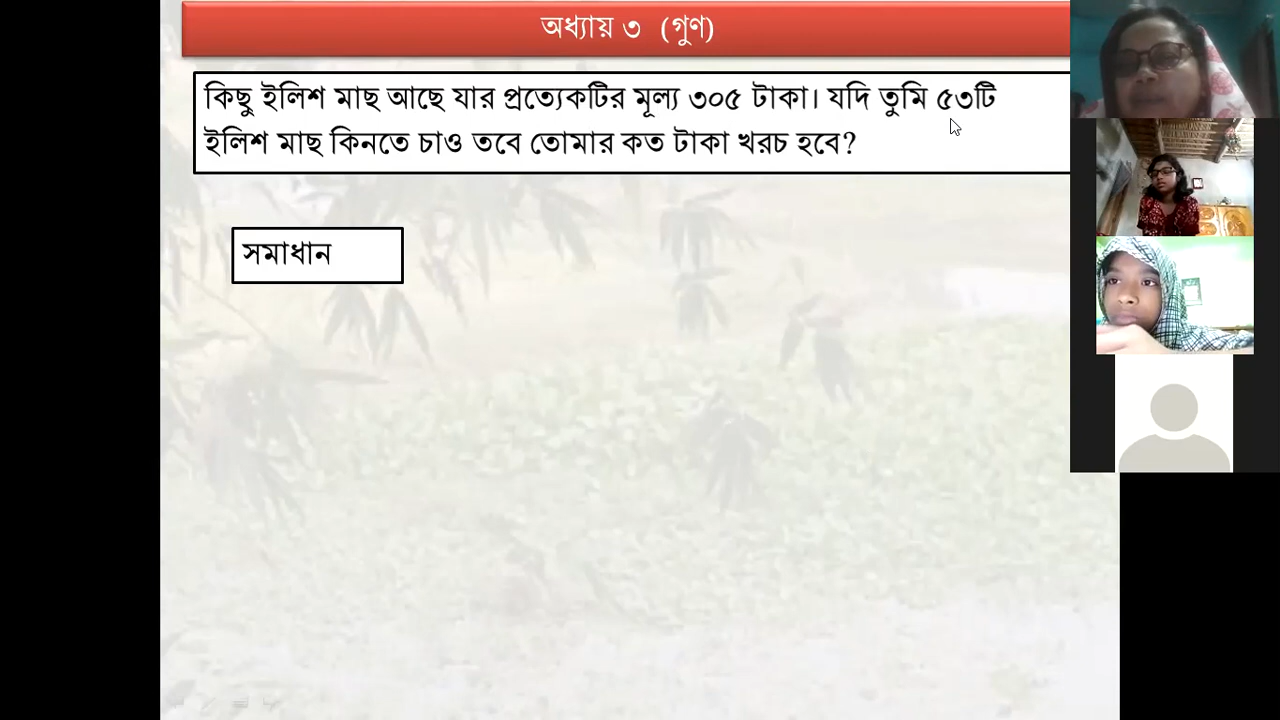 অধ্যায় ৩ (গুণ)
কিছু ইলিশ মাছ আছে যার প্রত্যেকটির মূল্য ৩০৫ টাকা। যদি তুমি ৫৩টি
ইলিশ মাছ কিনতে চাও তবে তোমার কত টাকা খরচ হবে?
সমাধান